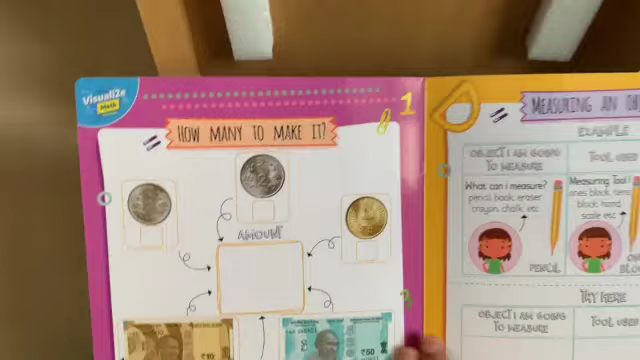 Visualize
Math
1
HOW MANY TO MAKE IT?
AMOUNT
₹10
₹50
MEASURING AN
EXAMPLE
OBJECT I AM GOING
TO MEASURE
TOOL USED
What can I measure?
pencil, book, eraser
crayon, chalk, etc
PENCIL
Measuring Tool
block, hand
scale etc
TRY HERE
OBJECT I AM GOING
TO MEASURE
TOOL USED